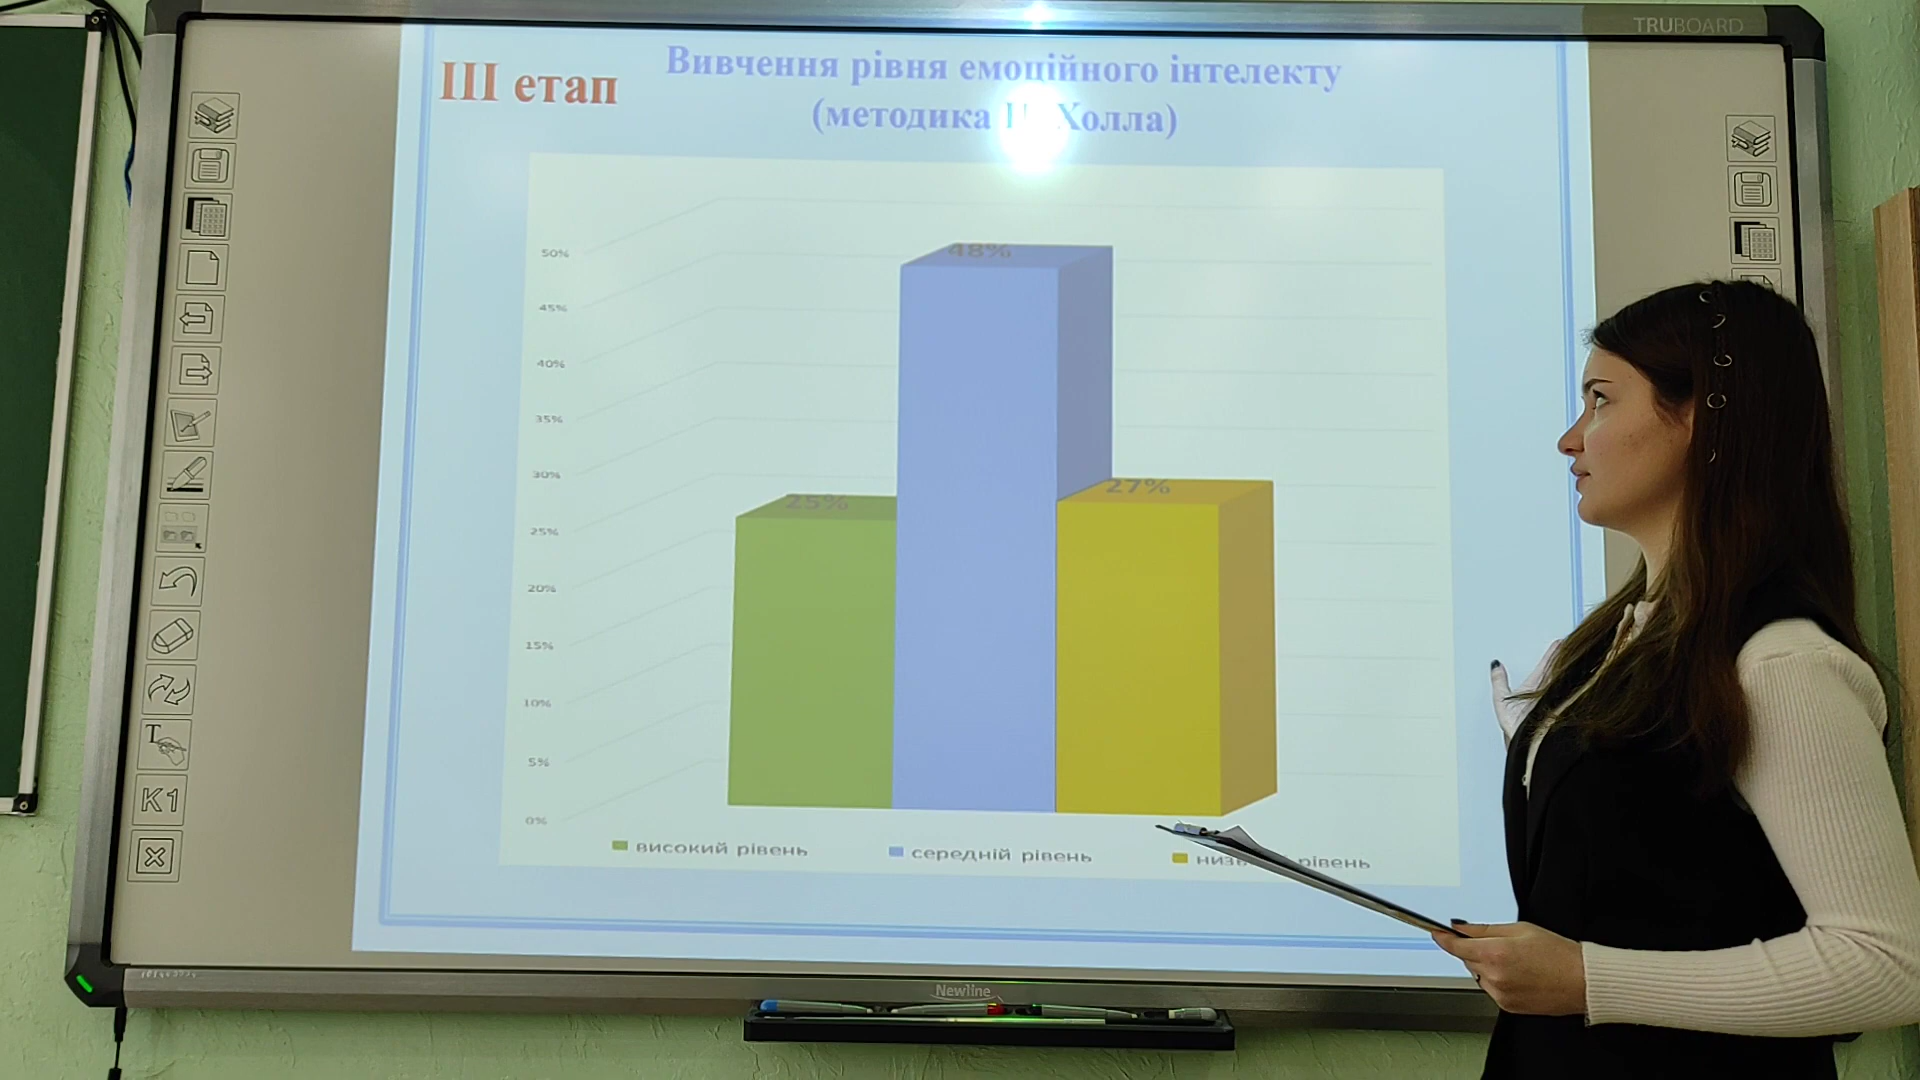 TRUBOARD
III етап
Вивчення рівня емоційного інтелекту
(методика Холла)
50%
45%
40%
35%
30%
25%
20%
15%
10%
5%
0%
48%
25%
27%
високий рівень
середній рівень
рівень
T
K1
Newline